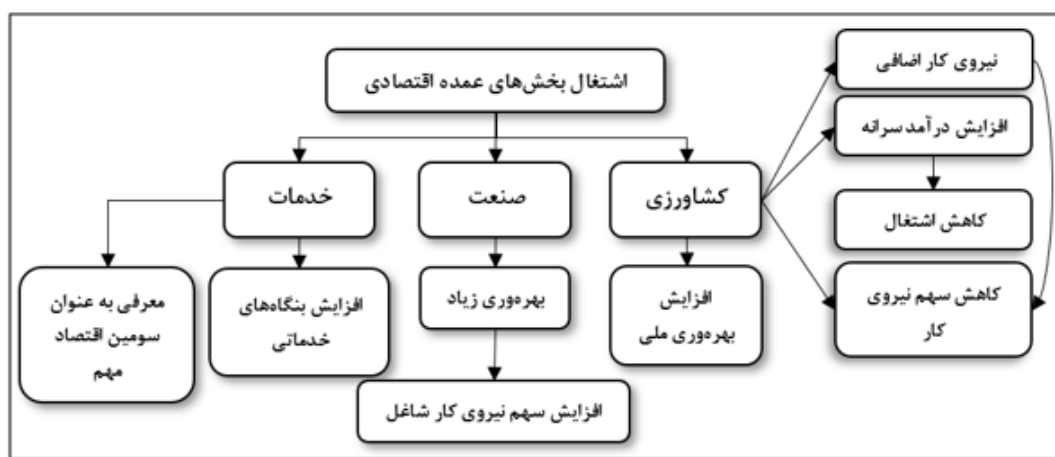 اشتغال بخش‌های عمده اقتصادی
کشاورزی
صنعت
خدمات
نیروی کار اضافی
افزایش درآمد سرانه
کاهش اشتغال
کاهش سهم نیروی
کار
افزایش
بهره‌وری ملی
بهره‌وری زیاد
افزایش سهم نیروی کار شاغل
افزایش بنگاه‌های
خدماتی
معرفی به عنوان
سومین اقتصاد
مهم